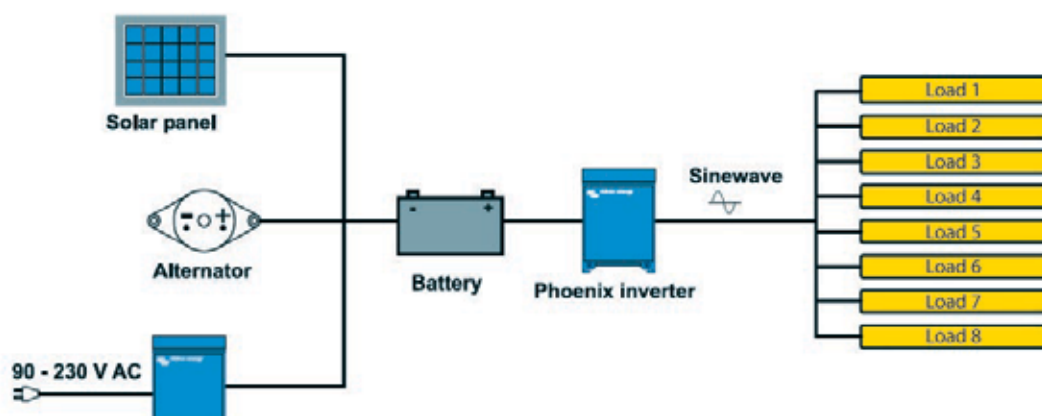 Solar panel
Alternator
90 - 230 V AC
Battery
Phoenix inverter
Sinewave
Load 1
Load 2
Load 3
Load 4
Load 5
Load 6
Load 7
Load 8